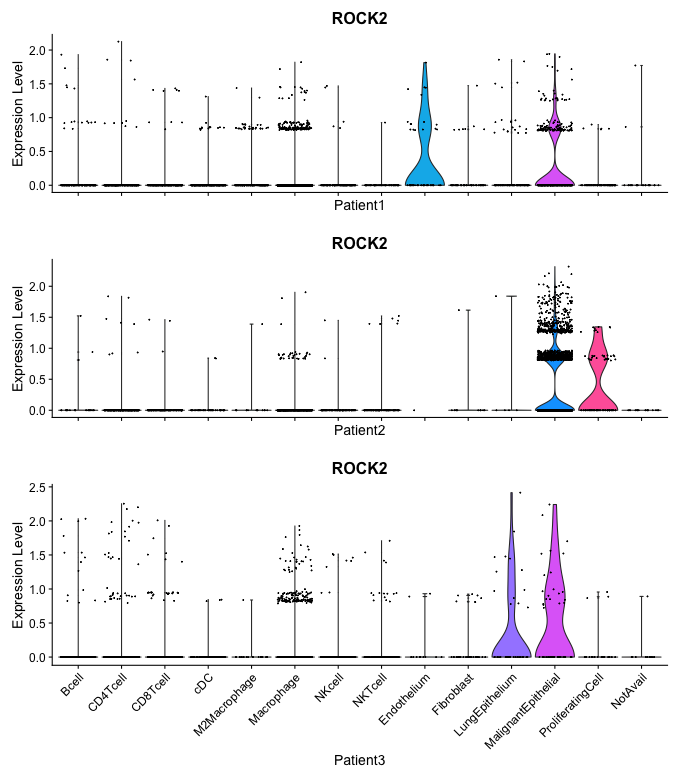 ROCK2
Expression Level
2.0
1.5
1.0
0.5
0.0
Patient1
ROCK2
Expression Level
2.0
1.5
1.0
0.5
0.0
Patient2
ROCK2
Expression Level
2.5
2.0
1.5
1.0
0.5
0.0
Bcell
CD4Tcell
CD8Tcell
cDC
M2Macrophage
Macrophage
NKcell
NKTcell
Endothelium
Fibroblast
LungEpithelium
MalignantEpithelial
ProliferatingCell
NotAvail
Patient3